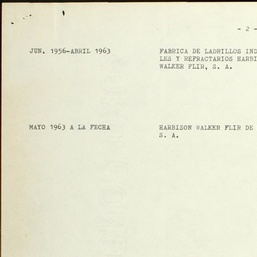 - 2 -
JUN. 1956-ABRIL 1963
FABRICA DE LADRILLOS IND
LES Y REFRACTARIOS HARBI
WALKER FLIR, S. A.
MAYO 1963 A LA FECHA
HARBISON WALKER FLIR DE
S. A.